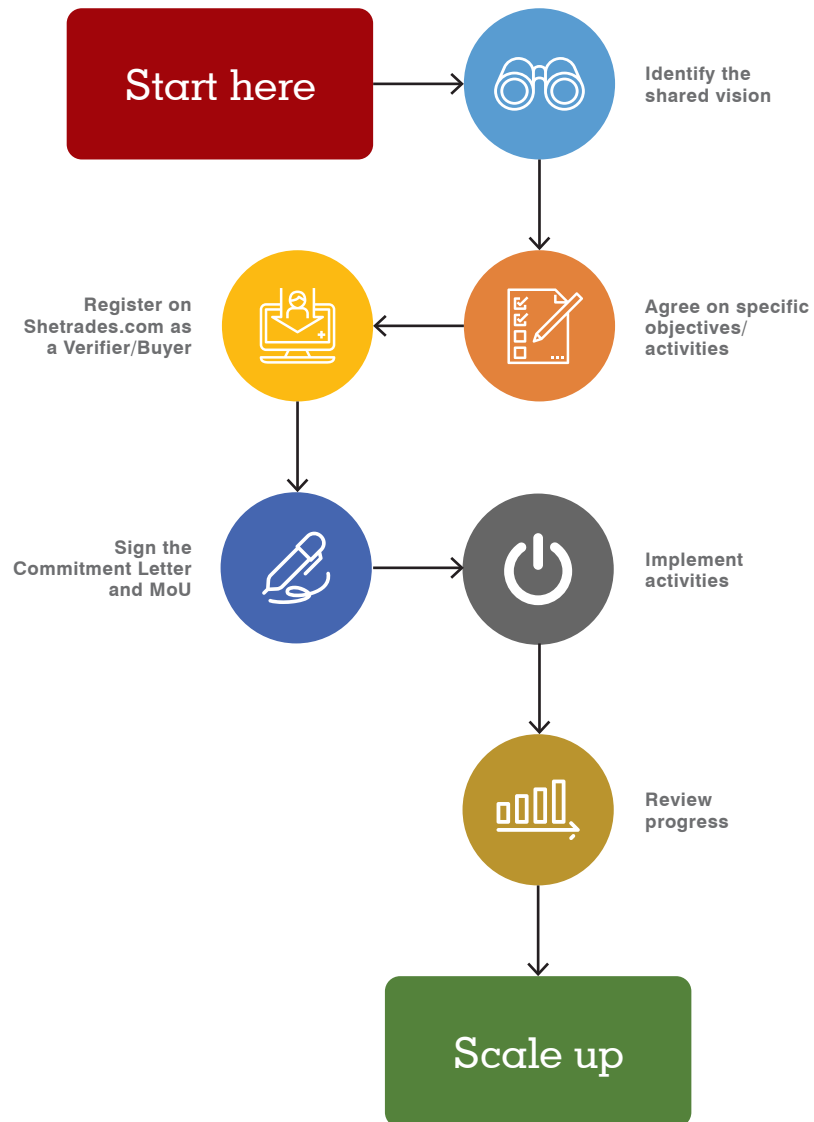 Start here
Identify the
shared vision
Agree on specific
objectives/
activities
Register on
Shetrades.com as
a Verifier/Buyer
Sign the
Commitment Letter
and MoU
Implement
activities
Review
progress
Scale up